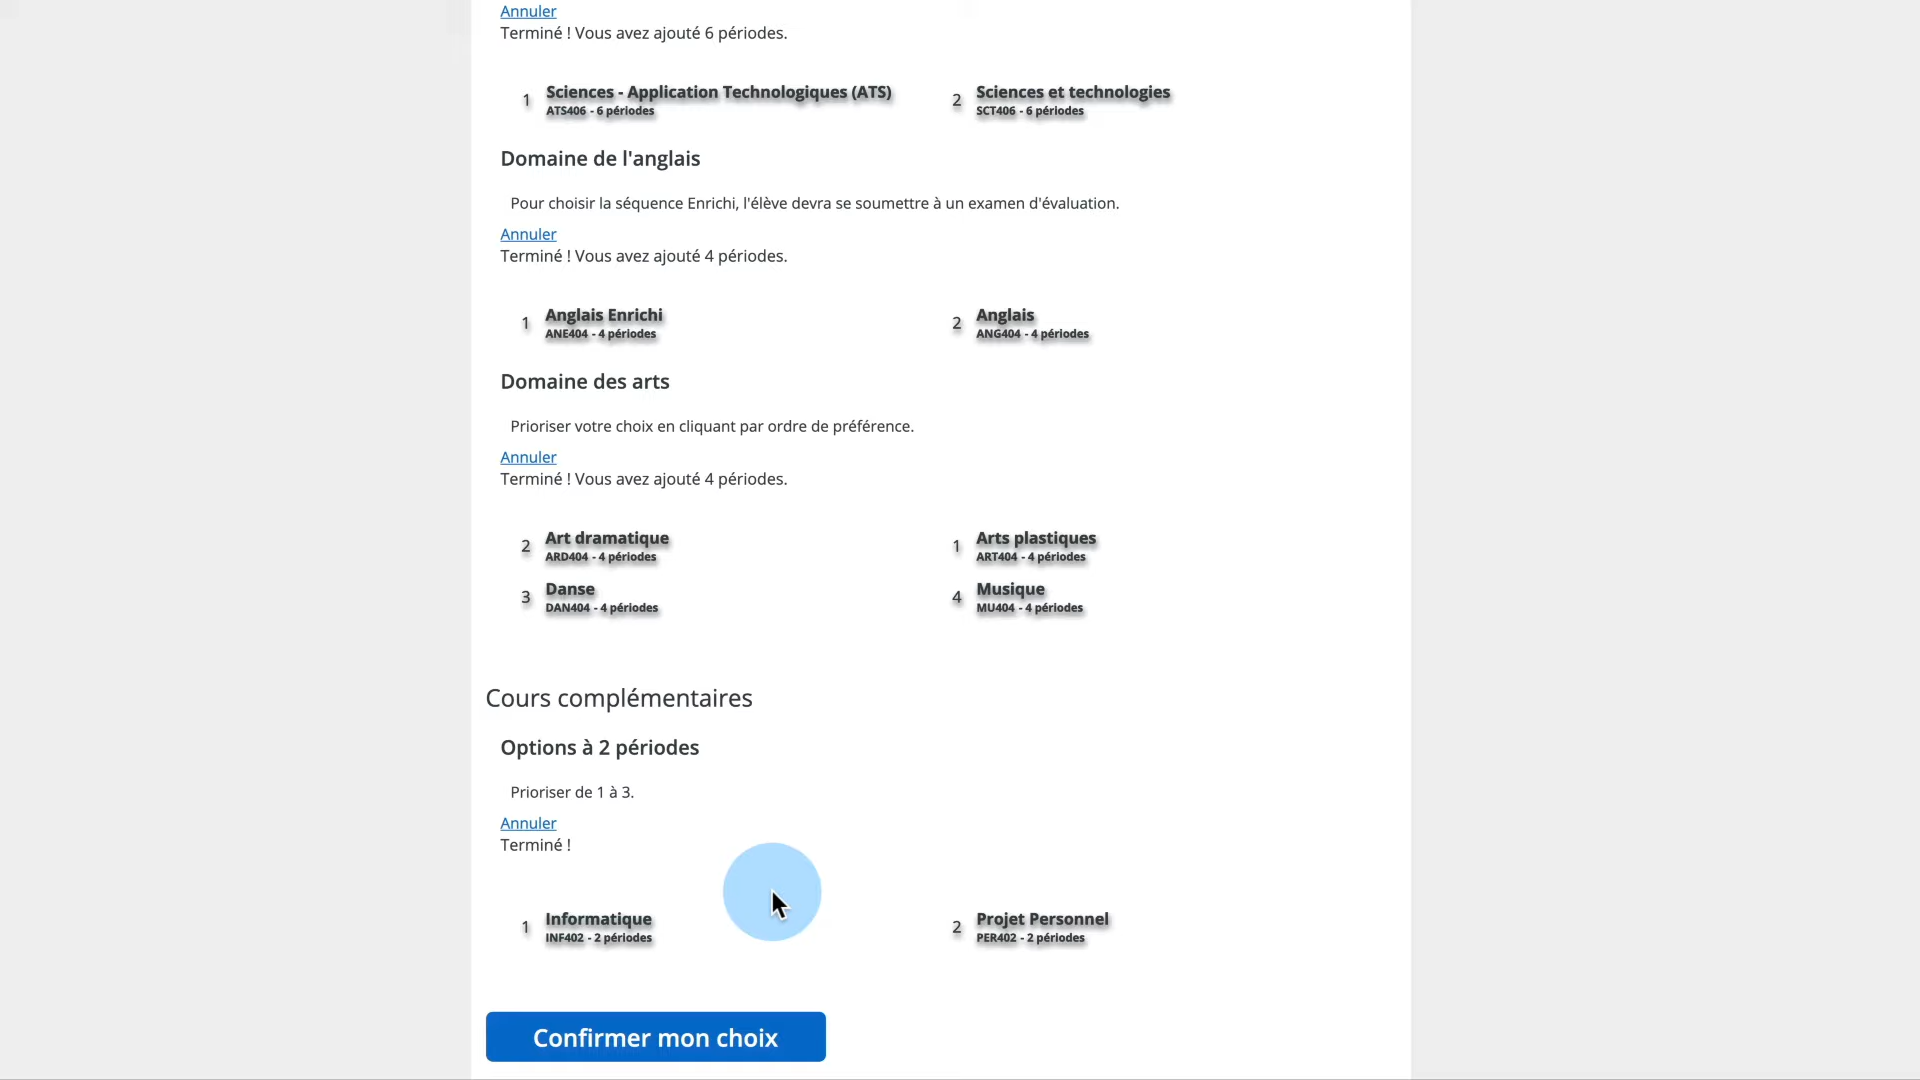 Annuler
Terminé ! Vous avez ajouté 6 périodes.
1 Sciences - Application Technologiques (ATS)
ATS406 - 6 périodes
2 Sciences et technologies
SCT406 - 6 périodes
Domaine de l'anglais
Pour choisir la séquence Enrichi, l'élève devra se soumettre à un examen d'évaluation.
Annuler
Terminé ! Vous avez ajouté 4 périodes.
1 Anglais Enrichi
ANE404 - 4 périodes
2 Anglais
ANG404 - 4 périodes
Domaine des arts
Prioriser votre choix en cliquant par ordre de préférence.
Annuler
Terminé ! Vous avez ajouté 4 périodes.
2 Art dramatique
ARD404 - 4 périodes
1 Arts plastiques
ART404 - 4 périodes
3 Danse
DAN404 - 4 périodes
4 Musique
MU404 - 4 périodes
Cours complémentaires
Options à 2 périodes
Prioriser de 1 à 3.
Annuler
Terminé !
1 Informatique
INF402 - 2 périodes
2 Projet Personnel
PER402 - 2 périodes
Confirmer mon choix